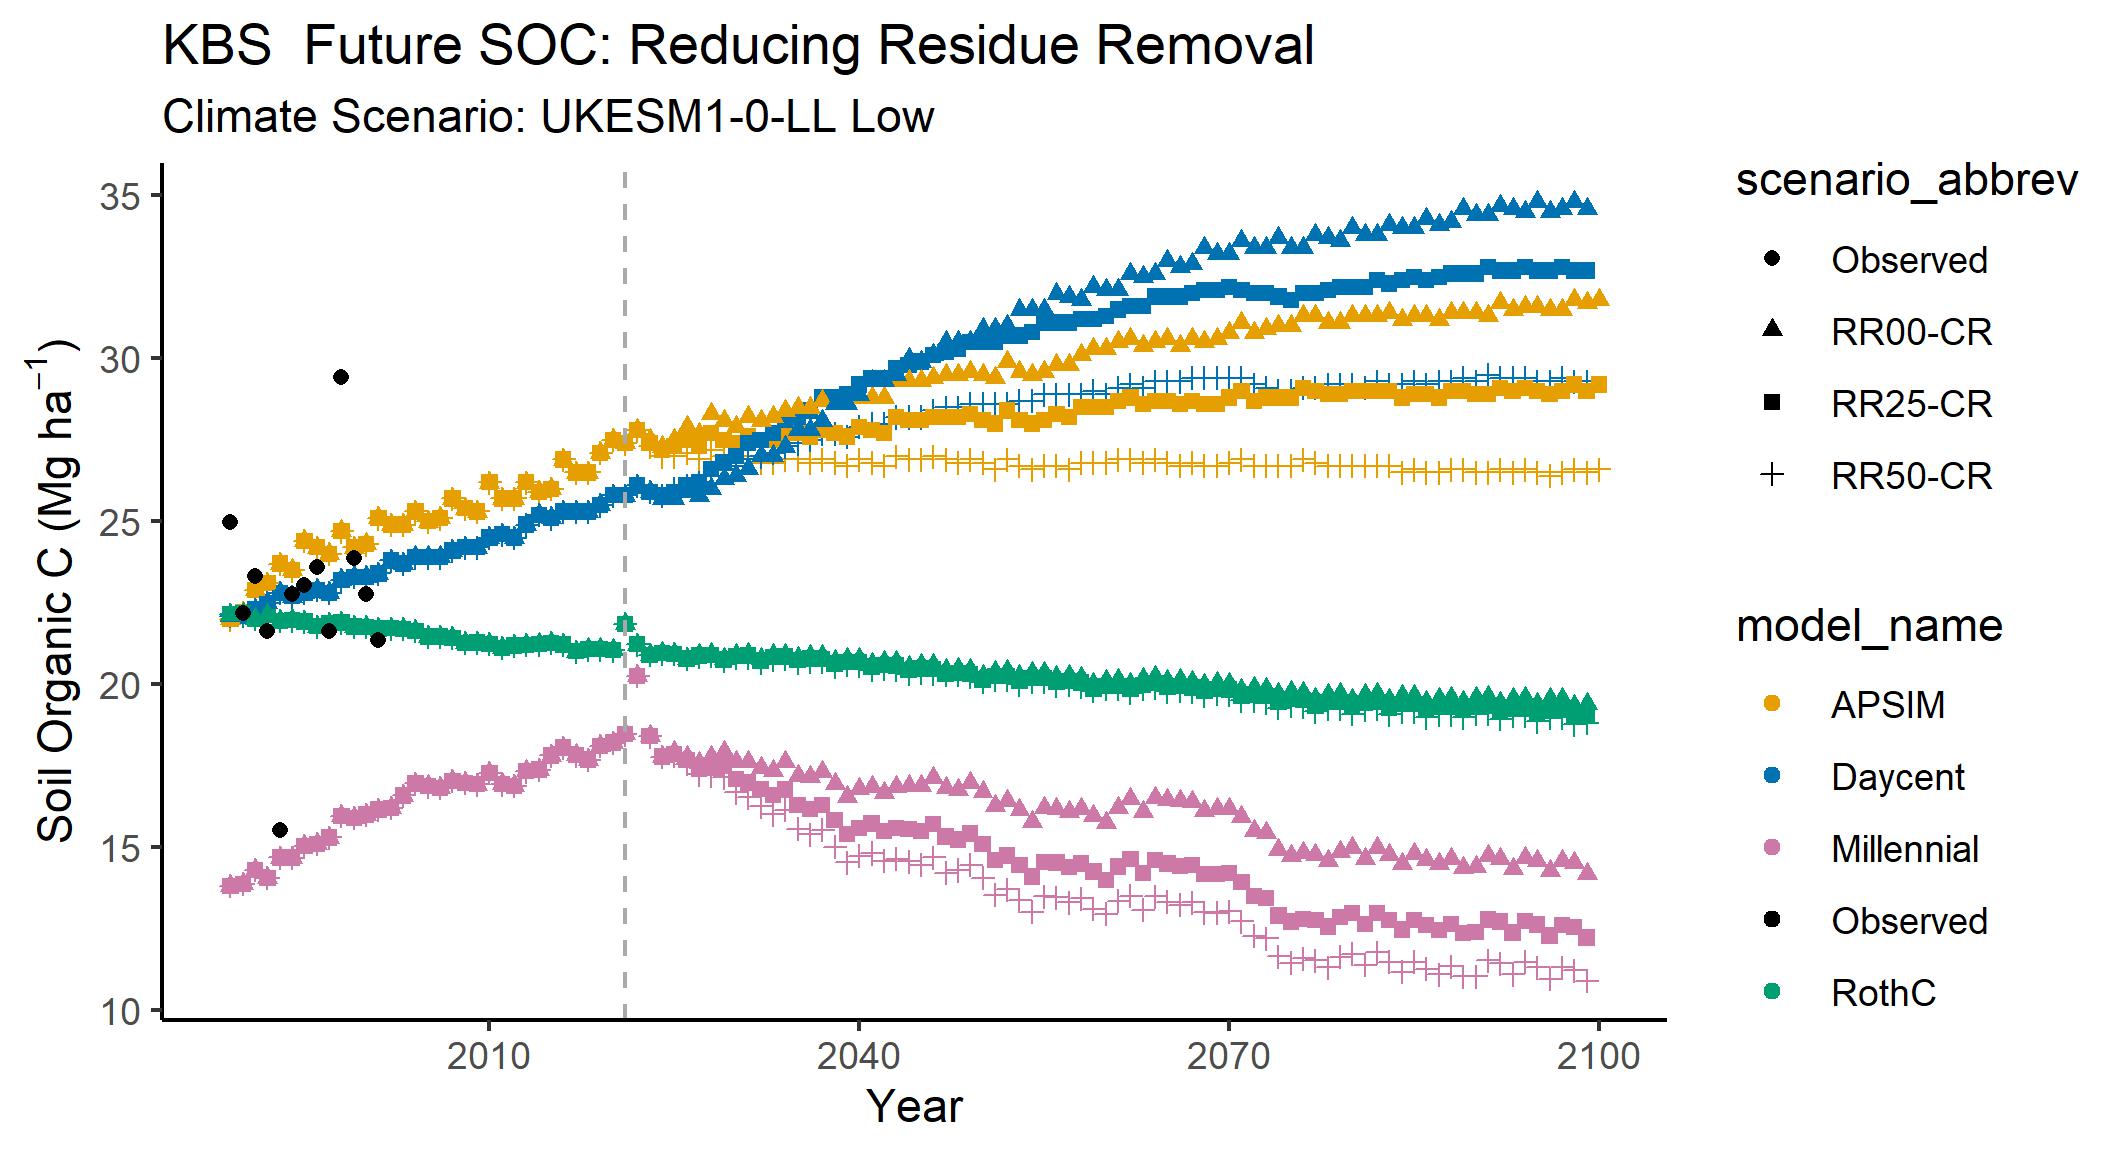 KBS  Future SOC: Reducing Residue Removal
Climate Scenario: UKESM1-0-LL Low
Soil Organic C (Mg ha⁻¹)
35
30
25
20
15
10
2010
2040
2070
2100
Year
scenario_abbrev
Observed
RR00-CR
RR25-CR
RR50-CR
model_name
APSIM
Daycent
Millennial
Observed
RothC